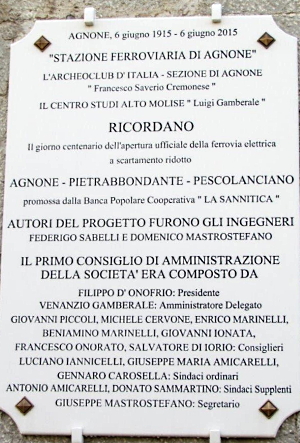 AGNONE, 6 giugno 1915 - 6 giugno 2015
"STAZIONE FERROVIARIA DI AGNONE"
L'ARCHEOCLUB D' ITALIA - SEZIONE DI AGNONE
" Francesco Saverio Cremonese "
IL CENTRO STUDI ALTO MOLISE " Luigi Gamberale "
RICORDANO
Il giorno centenario dell'apertura ufficiale della ferrovia elettrica
a scartamento ridotto
AGNONE - PIETRABBONDANTE - PESCOLANCIANO
promossa dalla Banca Popolare Cooperativa " LA SANNITICA "
AUTORI DEL PROGETTO FURONO GLI INGEGNERI
FEDERIGO SABELLI E DOMENICO MASTROSTEFANO
IL PRIMO CONSIGLIO DI AMMINISTRAZIONE
DELLA SOCIETA' ERA COMPOSTO DA
FILIPPO D' ONOFRIO: Presidente
VENANZIO GAMBERALE: Amministratore Delegato
GIOVANNI PICCOLI, MICHELE CERVONE, ENRICO MARINELLI,
BENIAMINO MARINELLI, GIOVANNI IONATA,
FRANCESCO ONORATO, SALVATORE DI IORIO: Consiglieri
LUCIANO IANNICELLI, GIUSEPPE MARIA AMICARELLI,
GENNARO CAROSELLA: Sindaci ordinari
ANTONIO AMICARELLI, DONATO SAMMARTINO: Sindaci Supplenti
GIUSEPPE MASTROSTEFANO: Segretario